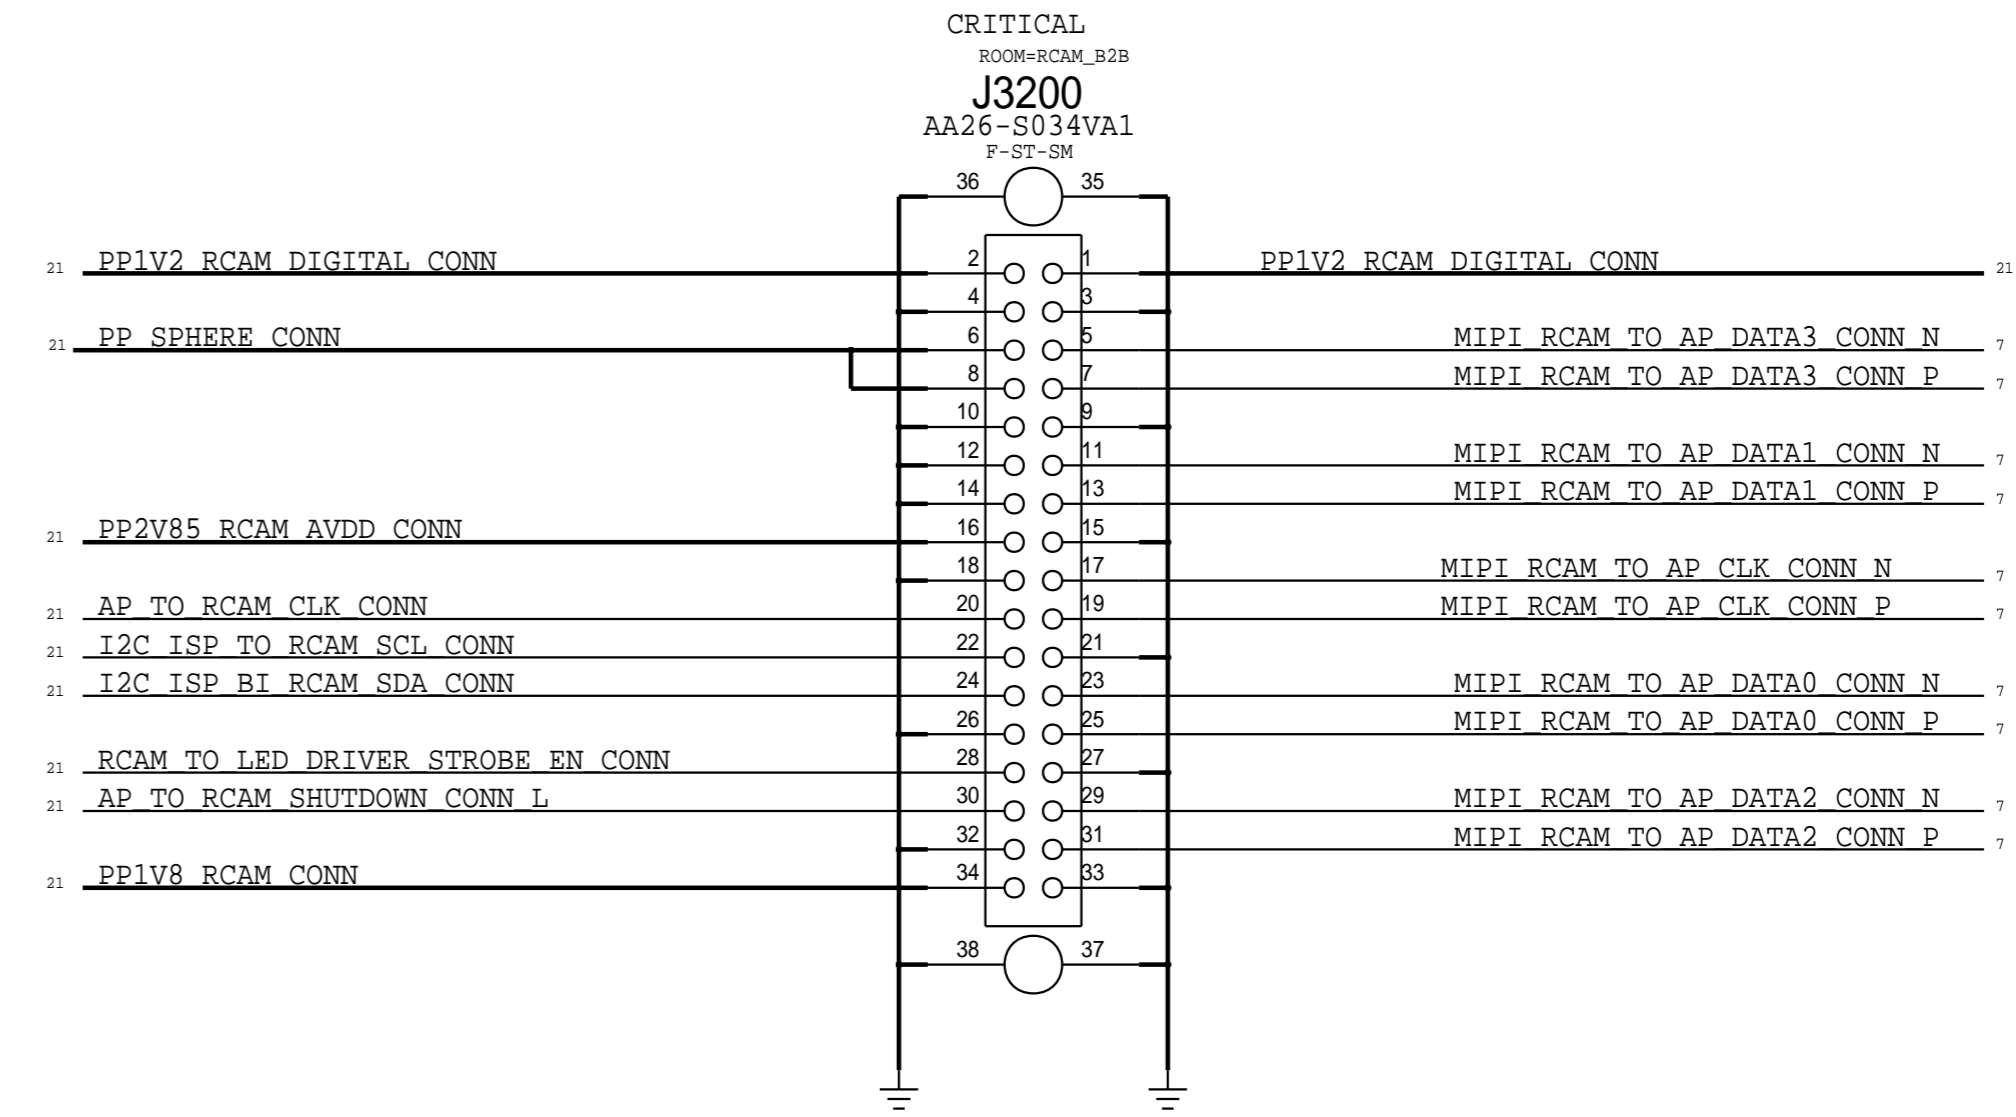 CRITICAL
ROOM=RCAM_B2B
J3200
AA26-S034VA1
F-ST-SM
36 35
21 PP1V2_RCAM_DIGITAL_CONN 2 1 PP1V2_RCAM_DIGITAL_CONN 21
4 3
21 PP_SPHERE_CONN 6 5 MIPI_RCAM_TO_AP_DATA3_CONN_N 7
8 7 MIPI_RCAM_TO_AP_DATA3_CONN_P 7
10 9
12 11 MIPI_RCAM_TO_AP_DATA1_CONN_N 7
14 13 MIPI_RCAM_TO_AP_DATA1_CONN_P 7
21 PP2V85_RCAM_AVDD_CONN 16 15
18 17 MIPI_RCAM_TO_AP_CLK_CONN_N 7
21 AP_TO_RCAM_CLK_CONN 20 19 MIPI_RCAM_TO_AP_CLK_CONN_P 7
21 I2C_ISP_TO_RCAM_SCL_CONN 22 21
21 I2C_ISP_BI_RCAM_SDA_CONN 24 23 MIPI_RCAM_TO_AP_DATA0_CONN_N 7
26 25 MIPI_RCAM_TO_AP_DATA0_CONN_P 7
21 RCAM_TO_LED_DRIVER_STROBE_EN_CONN 28 27
21 AP_TO_RCAM_SHUTDOWN_CONN_L 30 29 MIPI_RCAM_TO_AP_DATA2_CONN_N 7
32 31 MIPI_RCAM_TO_AP_DATA2_CONN_P 7
21 PP1V8_RCAM_CONN 34 33
38 37